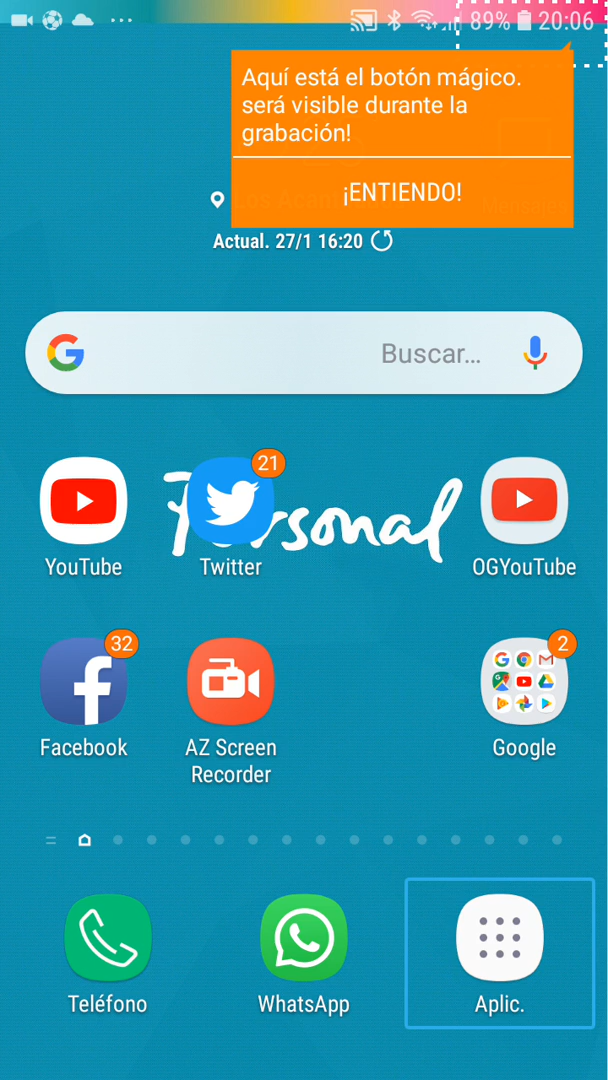 89% 20:06
Aquí está el botón mágico.
será visible durante la
grabación!
¡ENTIENDO!
Actual. 27/1 16:20
Buscar...
21
Personal
YouTube
Twitter
OGYouTube
32
2
Facebook
AZ Screen
Recorder
Google
Teléfono
WhatsApp
Aplic.